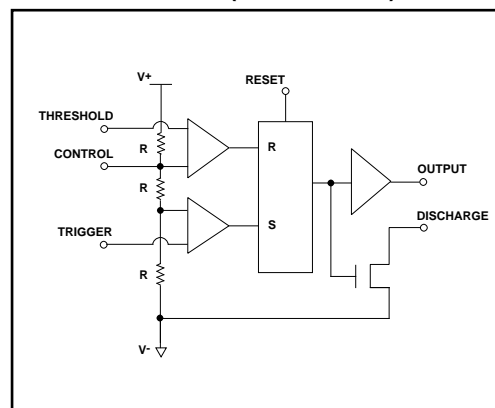 V+
RESET
THRESHOLD
R
R
CONTROL
R
OUTPUT
DISCHARGE
TRIGGER
S
R
V-